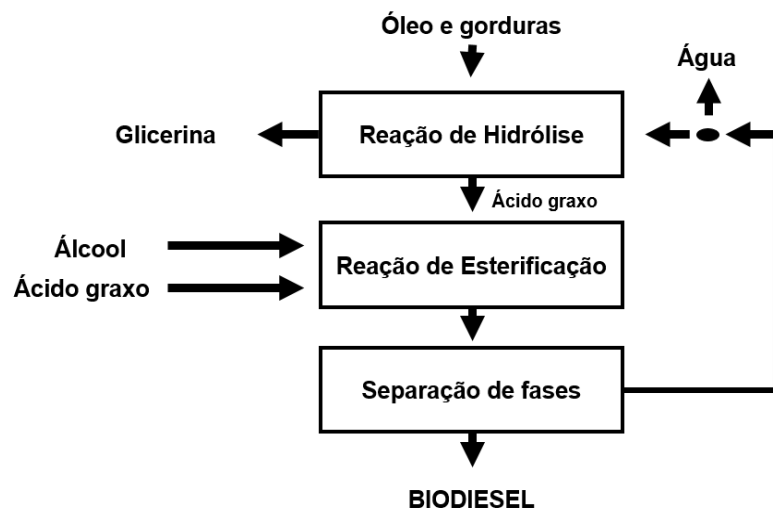 Óleo e gorduras
Água
Glicerina
Reação de Hidrólise
Ácido graxo
Álcool
Ácido graxo
Reação de Esterificação
Separação de fases
BIODIESEL